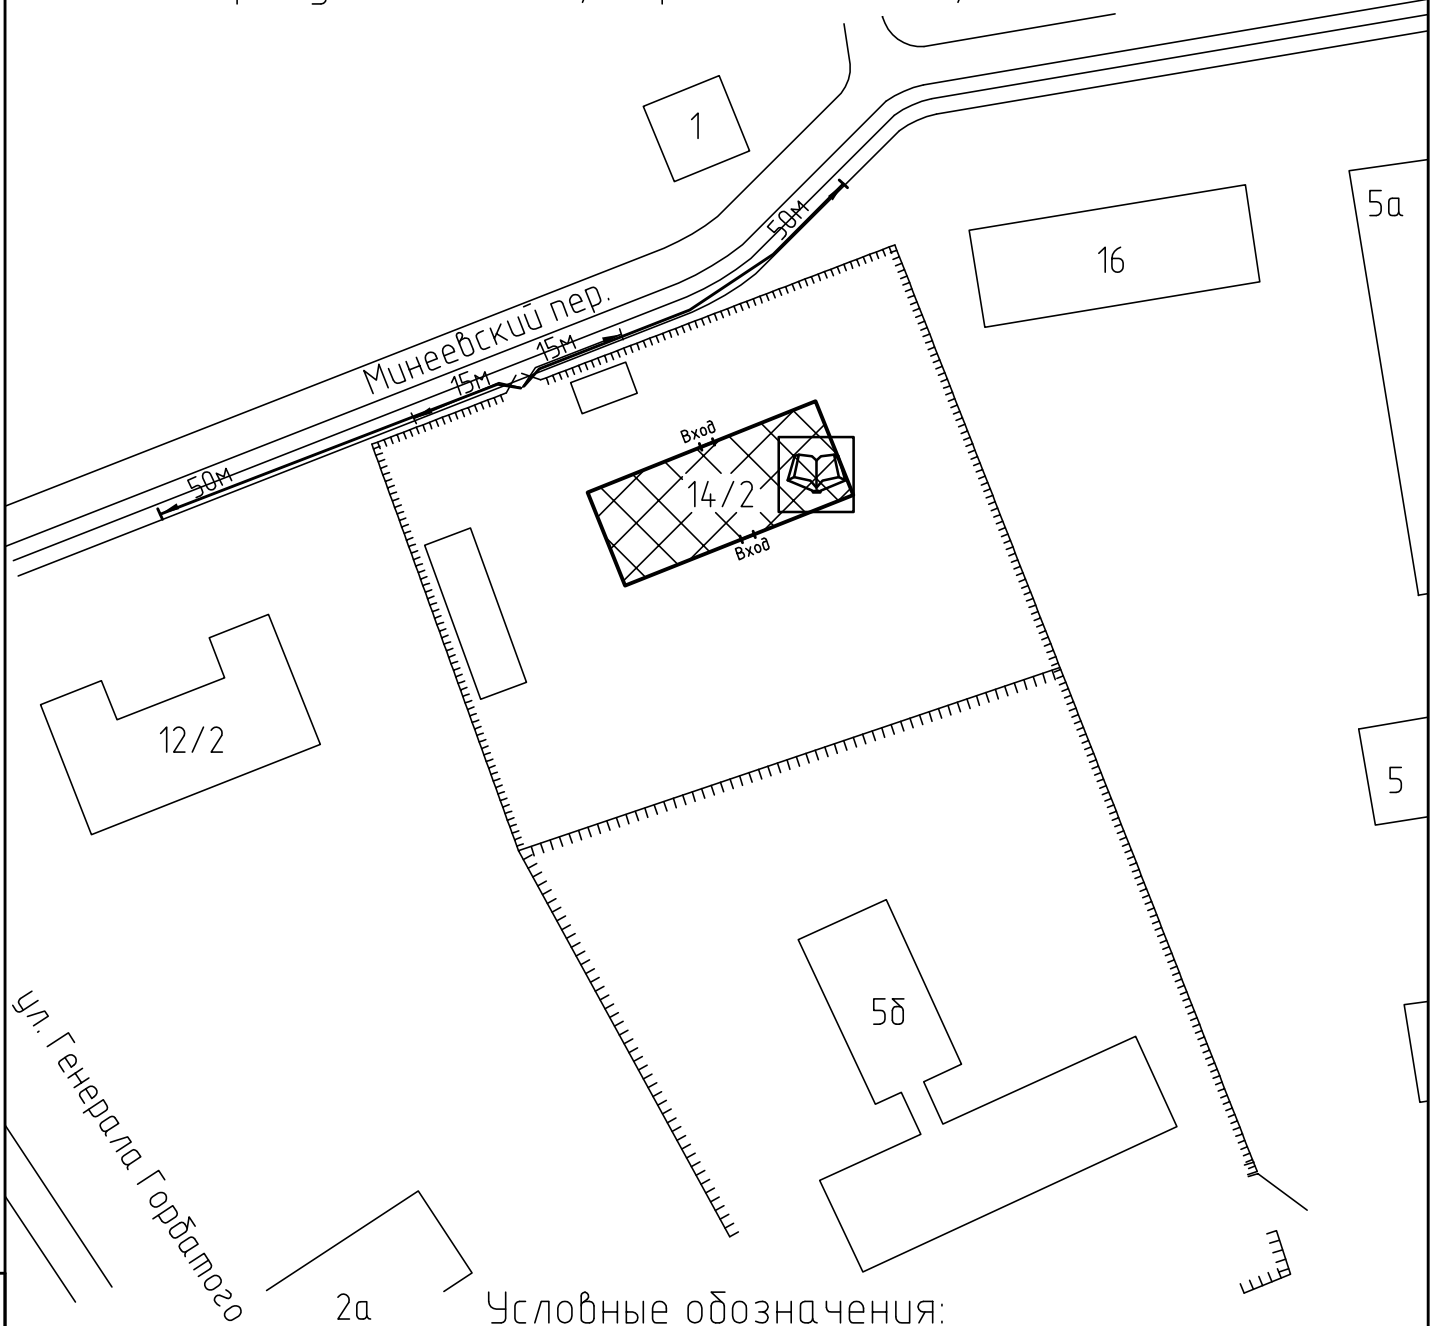 1
5а
16
50м
Минеевский пер.
15м
15м
50м
Вход
14/2
Вход
12/2
5
5б
ул. Генерала Горбатого
2а
Условные обозначения: